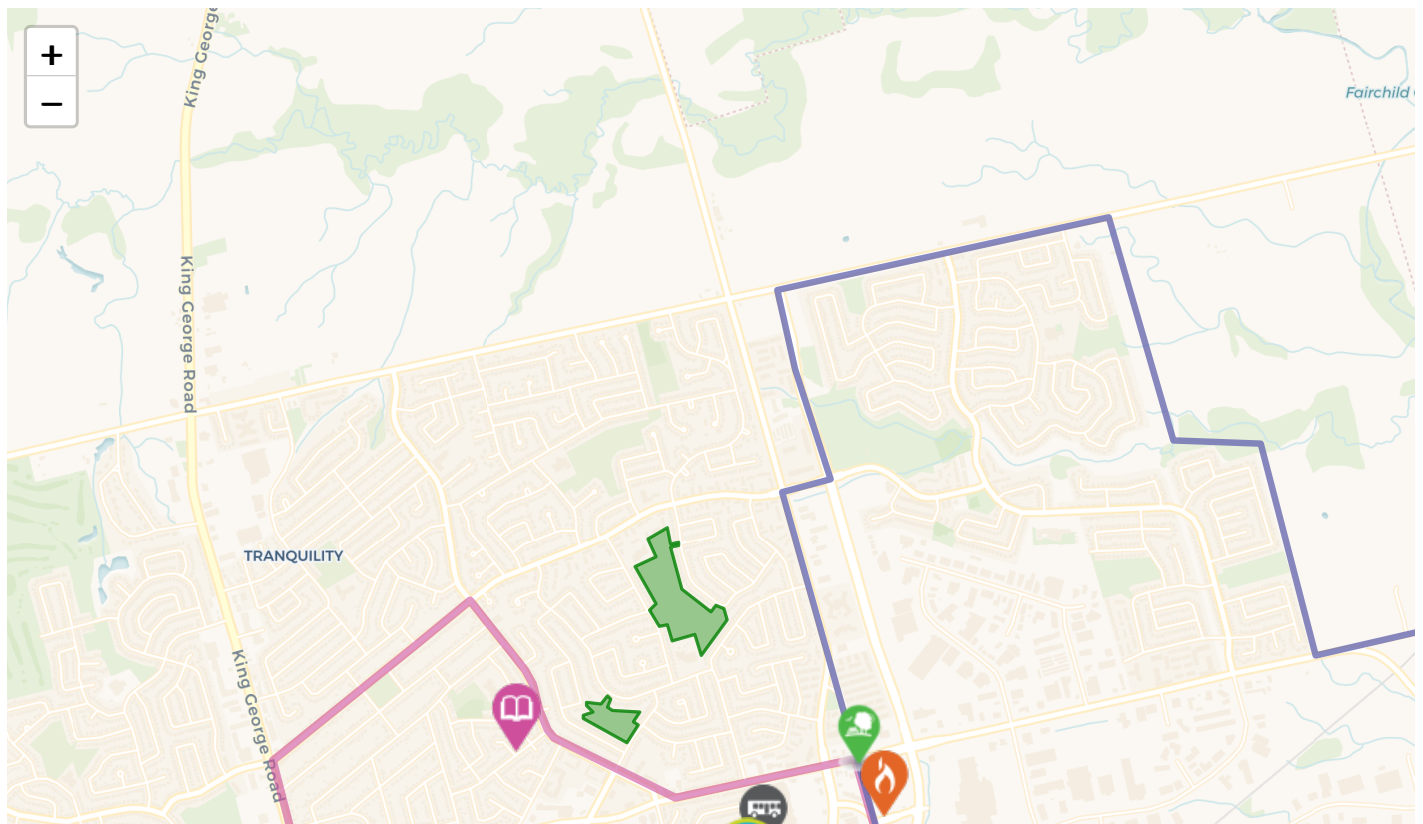 +
King George
Fairchild
−
King George Road
TRANQUILITY
King George Road